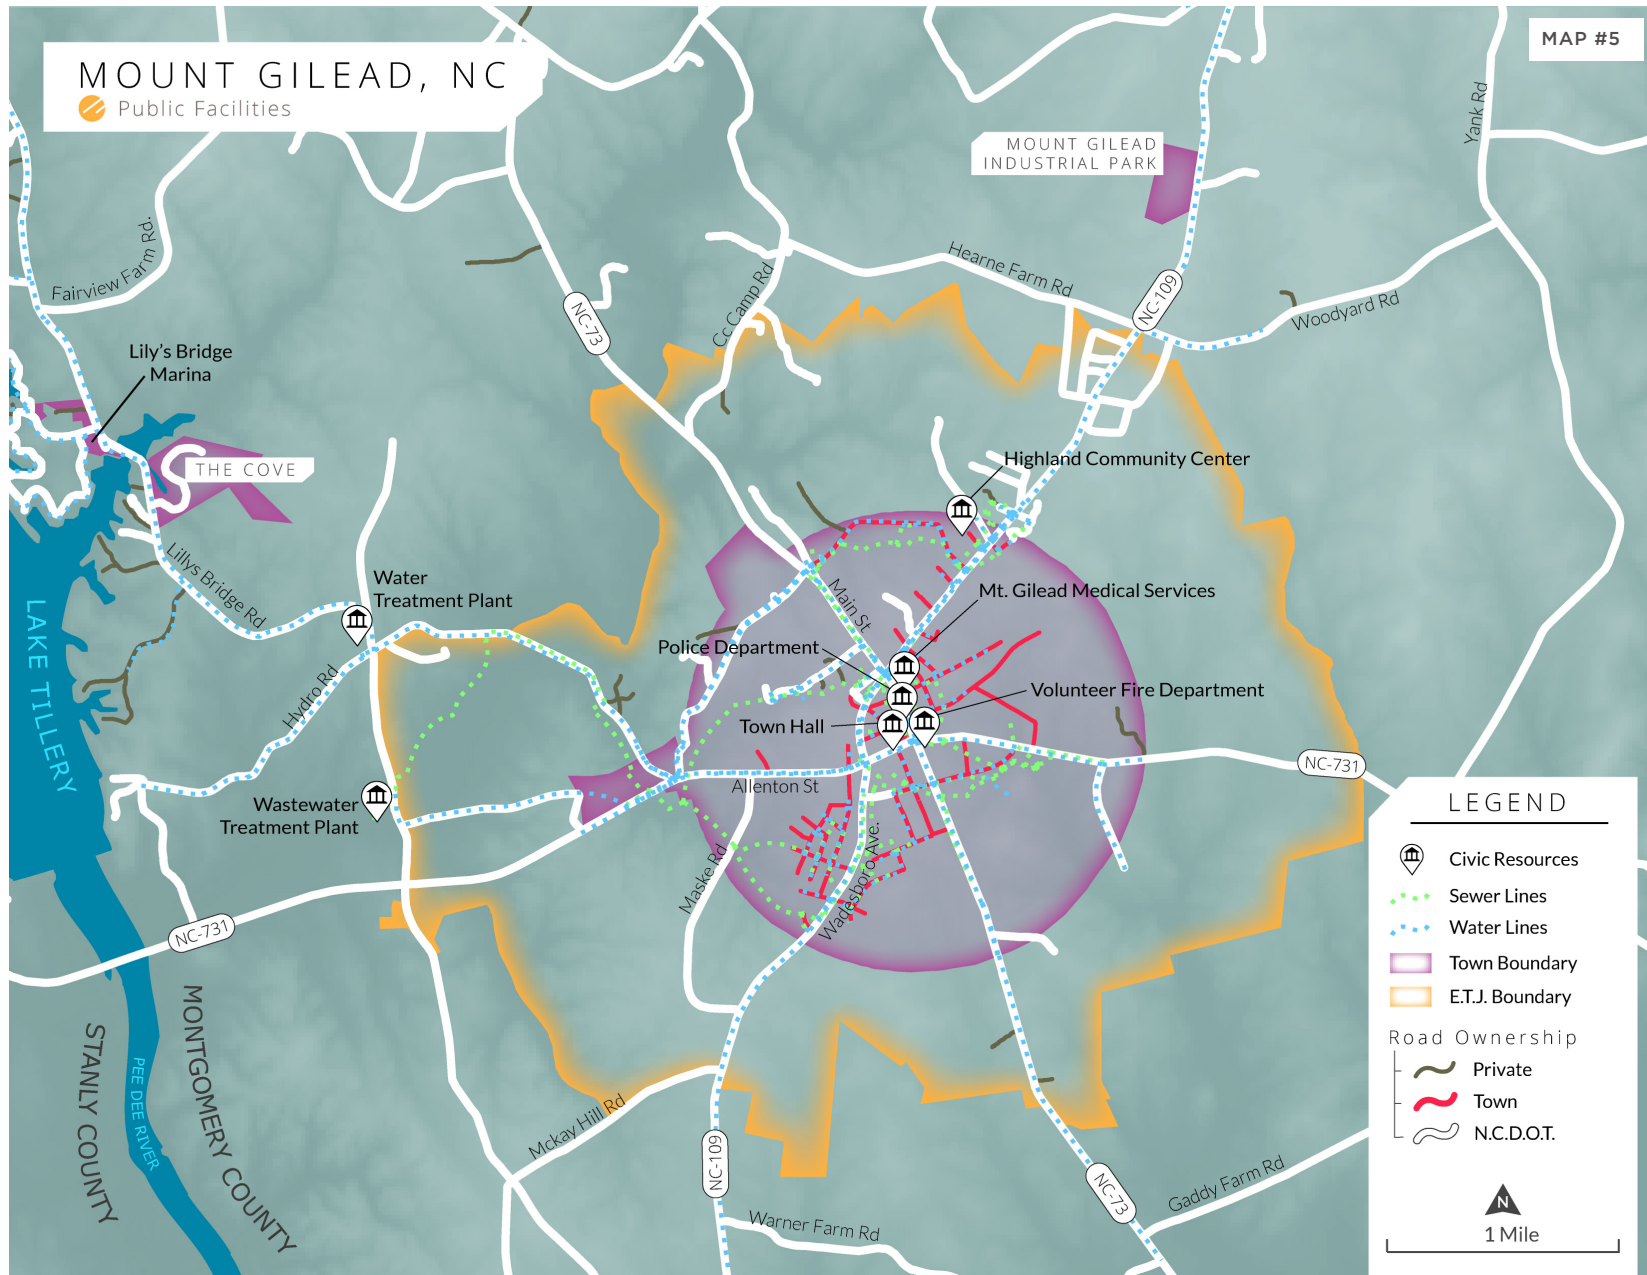 MAP #5
MOUNT GILEAD, NC
Public Facilities
MOUNT GILEAD
INDUSTRIAL PARK
Yank Rd
Fairview Farm Rd.
Hearne Farm Rd
NC-109
Cc Camp Rd
NC-73
Woodyard Rd
Lily's Bridge
Marina
THE COVE
Highland Community Center
Lillys Bridge Rd
Water
Treatment Plant
Main St
Mt. Gilead Medical Services
Police Department
Volunteer Fire Department
Town Hall
LAKE TILLERY
Hydro Rd
NC-731
Allenton St
Wastewater
Treatment Plant
Maske Rd
Wadesboro Ave.
NC-731
MONTGOMERY COUNTY
STANLY COUNTY
PEE DEE RIVER
Mckay Hill Rd
NC-109
NC-73
Gaddy Farm Rd
Warner Farm Rd
LEGEND
Civic Resources
Sewer Lines
Water Lines
Town Boundary
E.T.J. Boundary
Road Ownership
Private
Town
N.C.D.O.T.
N
1 Mile